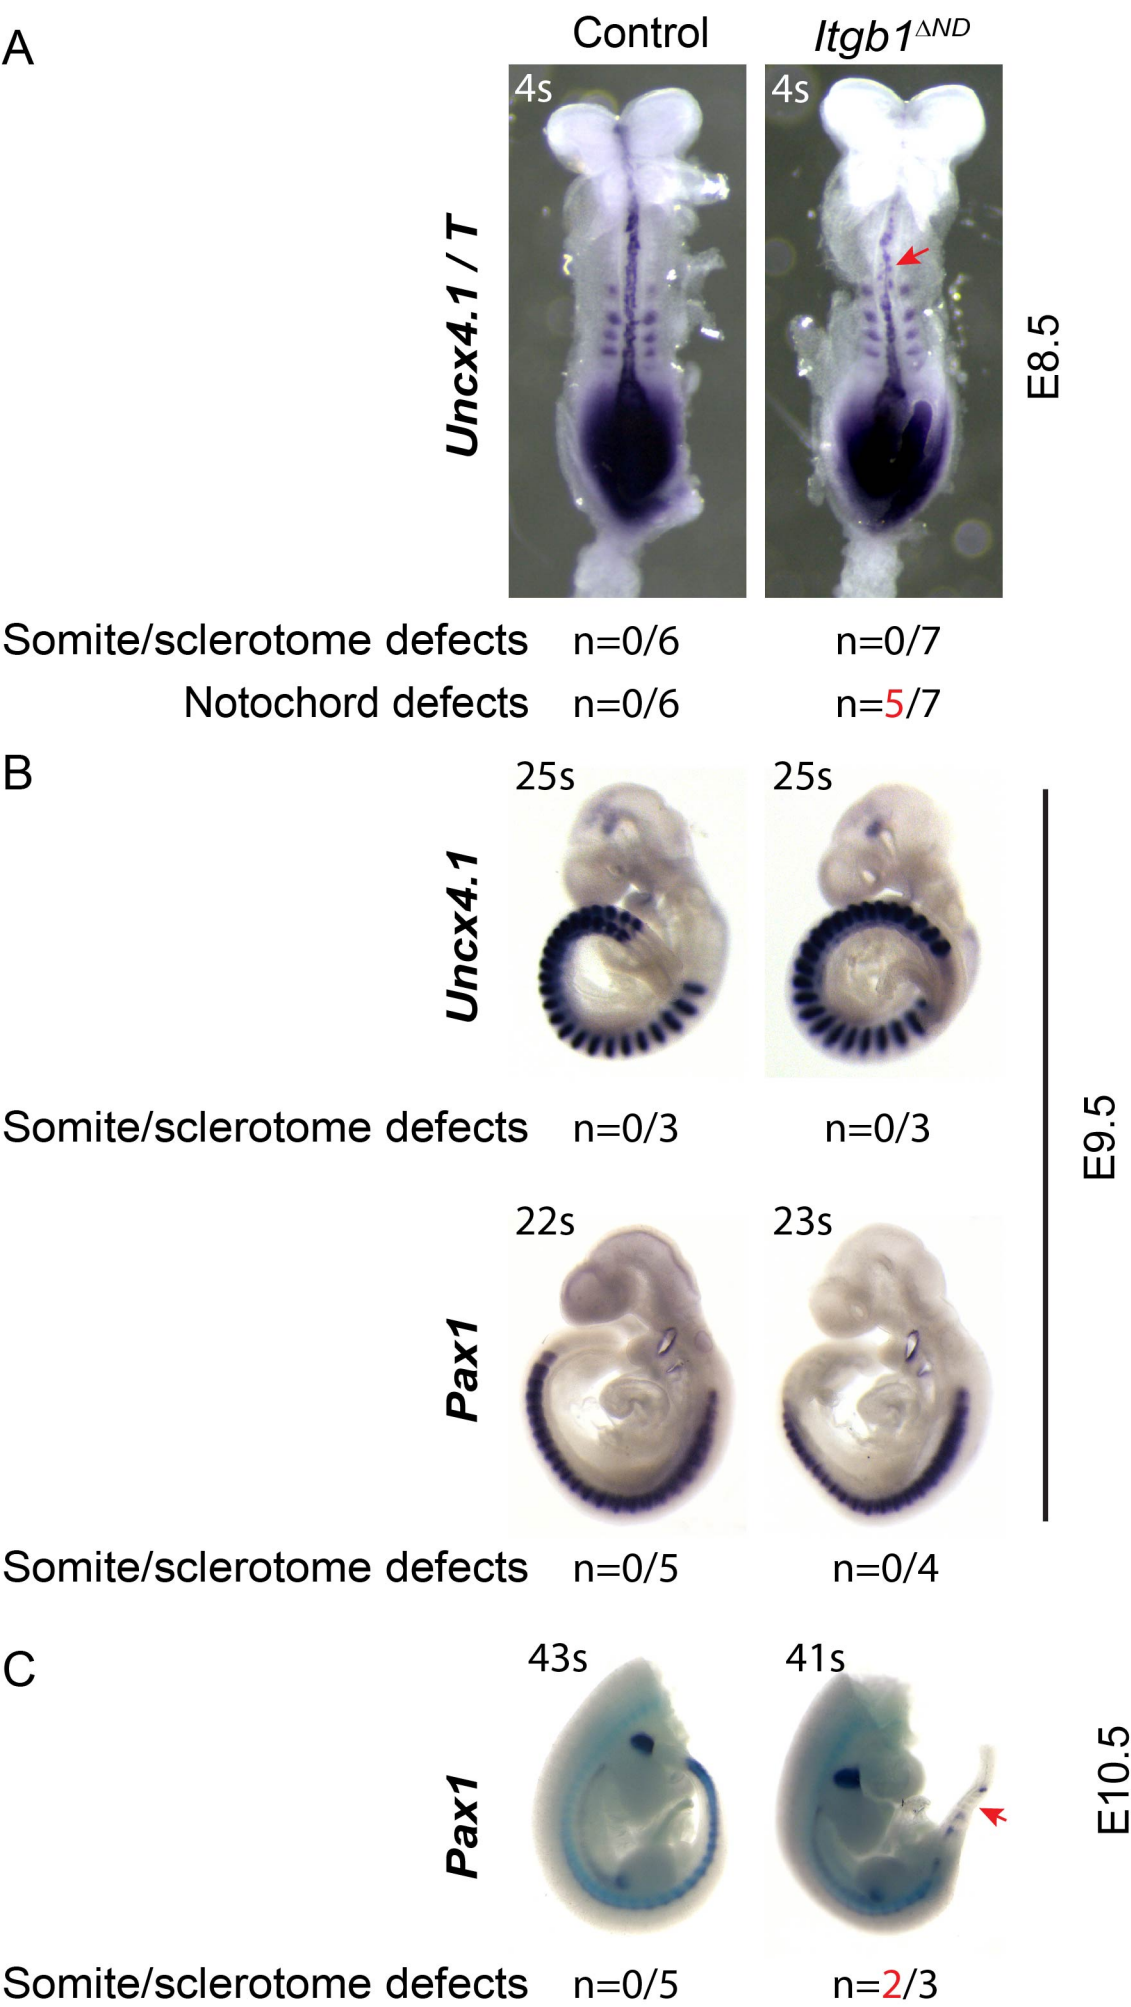 A
Control
Itgb1ΔND
4s
4s
Uncx4.1 / T
E8.5
Somite/sclerotome defects n=0/6 n=0/7
Notochord defects n=0/6 n=5/7
B
25s
25s
Uncx4.1
Somite/sclerotome defects n=0/3 n=0/3
E9.5
22s
23s
Pax1
Somite/sclerotome defects n=0/5 n=0/4
C
43s
41s
Pax1
E10.5
Somite/sclerotome defects n=0/5 n=2/3